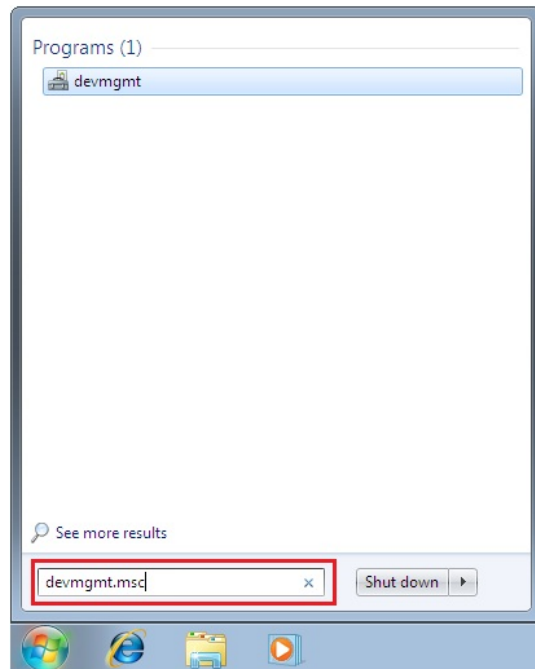 Programs (1)
devmgmt
See more results
devmgmt.msc
Shut down